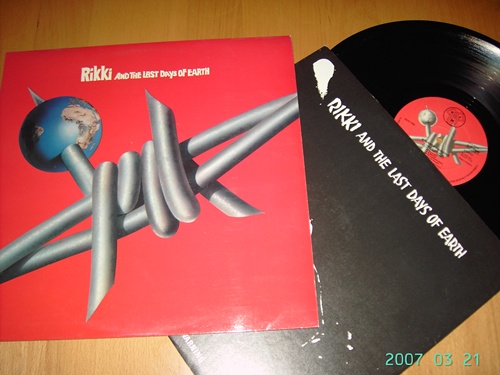 Rikki AND THE LAST DAYS OF EARTH
RIKKI AND THE LAST DAYS OF EARTH
2007 03 21